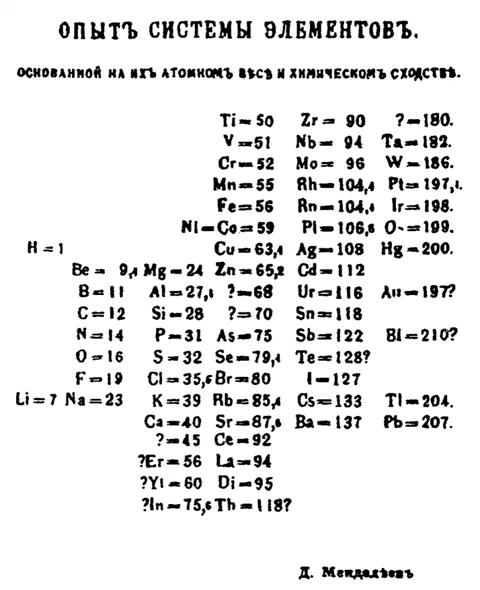 ОПЫТЪ СИСТЕМЫ ЭЛЕМЕНТОВЪ.
ОСНОВАННОЙ НА ИХЪ АТОМНОМЪ ВѢСѢ И ХИМИЧЕСКОМЪ СХОДСТВѢ.
Ti=50 Zr=90 ?=180.
V=51 Nb=94 Ta=182.
Cr=52 Mo=96 W=186.
Mn=55 Rh=104,4 Pt=197,1.
Fe=56 Rn=104,4 Ir=198.
Ni=Co=59 Pl=106,6 O-=199.
H=1 Cu=63,4 Ag=108 Hg=200.
Be=9,4 Mg=24 Zn=65,2 Cd=112
B=11 Al=27,1 ?=68 Ur=116 Au=197?
C=12 Si=28 ?=70 Sn=118
N=14 P=31 As=75 Sb=122 Bi=210?
O=16 S=32 Se=79,4 Te=128?
F=19 Cl=35,5 Br=80 I=127
Li=7 Na=23 K=39 Rb=85,4 Cs=133 Tl=204.
Ca=40 Sr=87,6 Ba=137 Pb=207.
?=45 Ce=92
?Er=56 La=94
?Yt=60 Di=95
?In=75,6 Th=118?
Д. Менделѣевъ